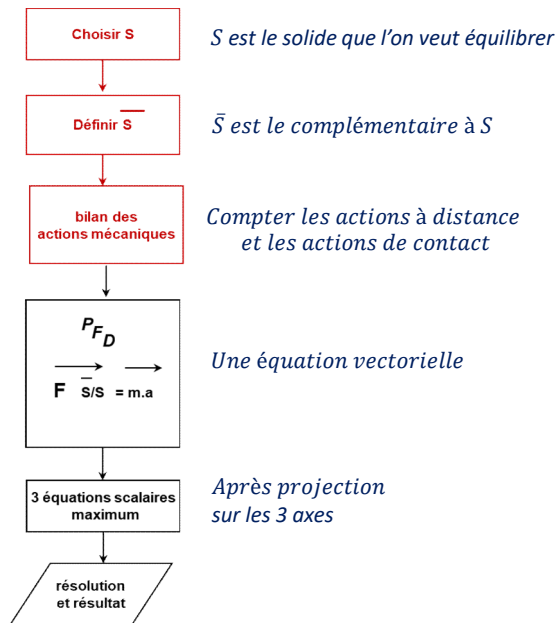 Choisir S
S est le solide que l'on veut équilibrer
Définir S̅
S̄ est le complémentaire à S
bilan des
actions mécaniques
Compter les actions à distance
et les actions de contact
PFD
F S̅/S = m.a
Une équation vectorielle
3 équations scalaires
maximum
Après projection
sur les 3 axes
résolution
et résultat